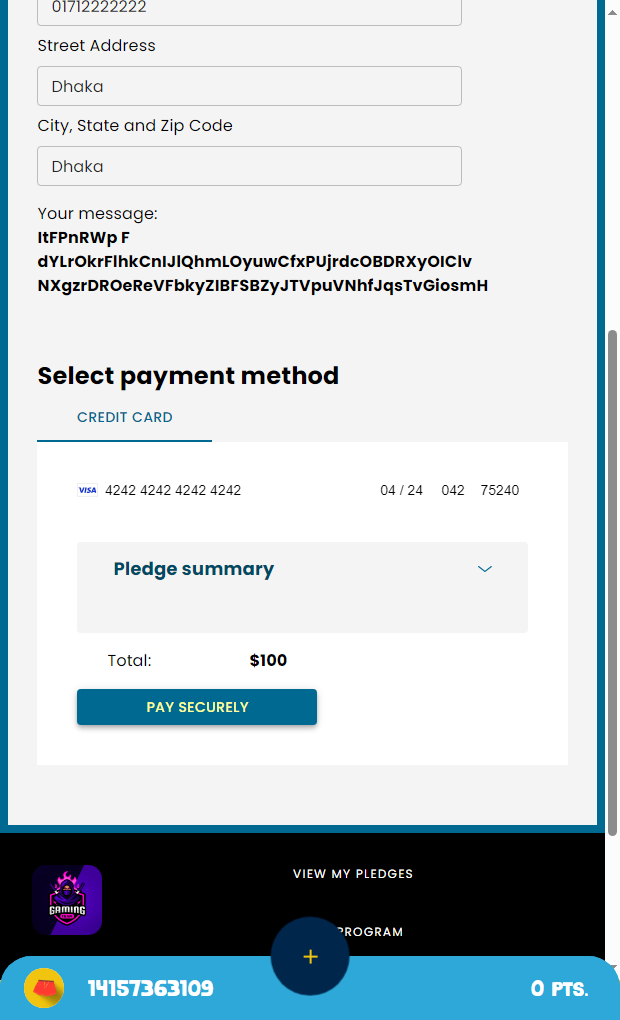 01712222222
Street Address
Dhaka
City, State and Zip Code
Dhaka
Your message:
ItFPnRWp F
dYLrOkrFlhkCnIJlQhmLOyuwCfxPUjrdcOBDRXyOIClv
NXgzrDROeReVFbkyZIBFSBZyJTVpuVNhfJqsTvGiosmH
Select payment method
CREDIT CARD
VISA 4242 4242 4242 4242 04 / 24 042 75240
Pledge summary
Total: $100
PAY SECURELY
VIEW MY PLEDGES
GAMING
PROGRAM
+
14157363109 0 PTS.